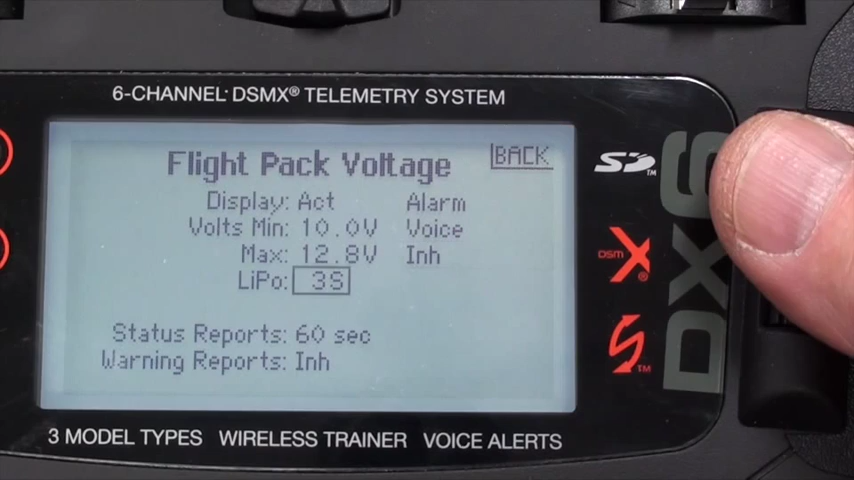 6-CHANNEL DSMX® TELEMETRY SYSTEM
Flight Pack Voltage
BACK
Display: Act Alarm
Volts Min: 10.0V Voice
Max: 12.8V Inh
LiPo: 3S
Status Reports: 60 sec
Warning Reports: Inh
SD™
DSM X®
DX6
3 MODEL TYPES WIRELESS TRAINER VOICE ALERTS